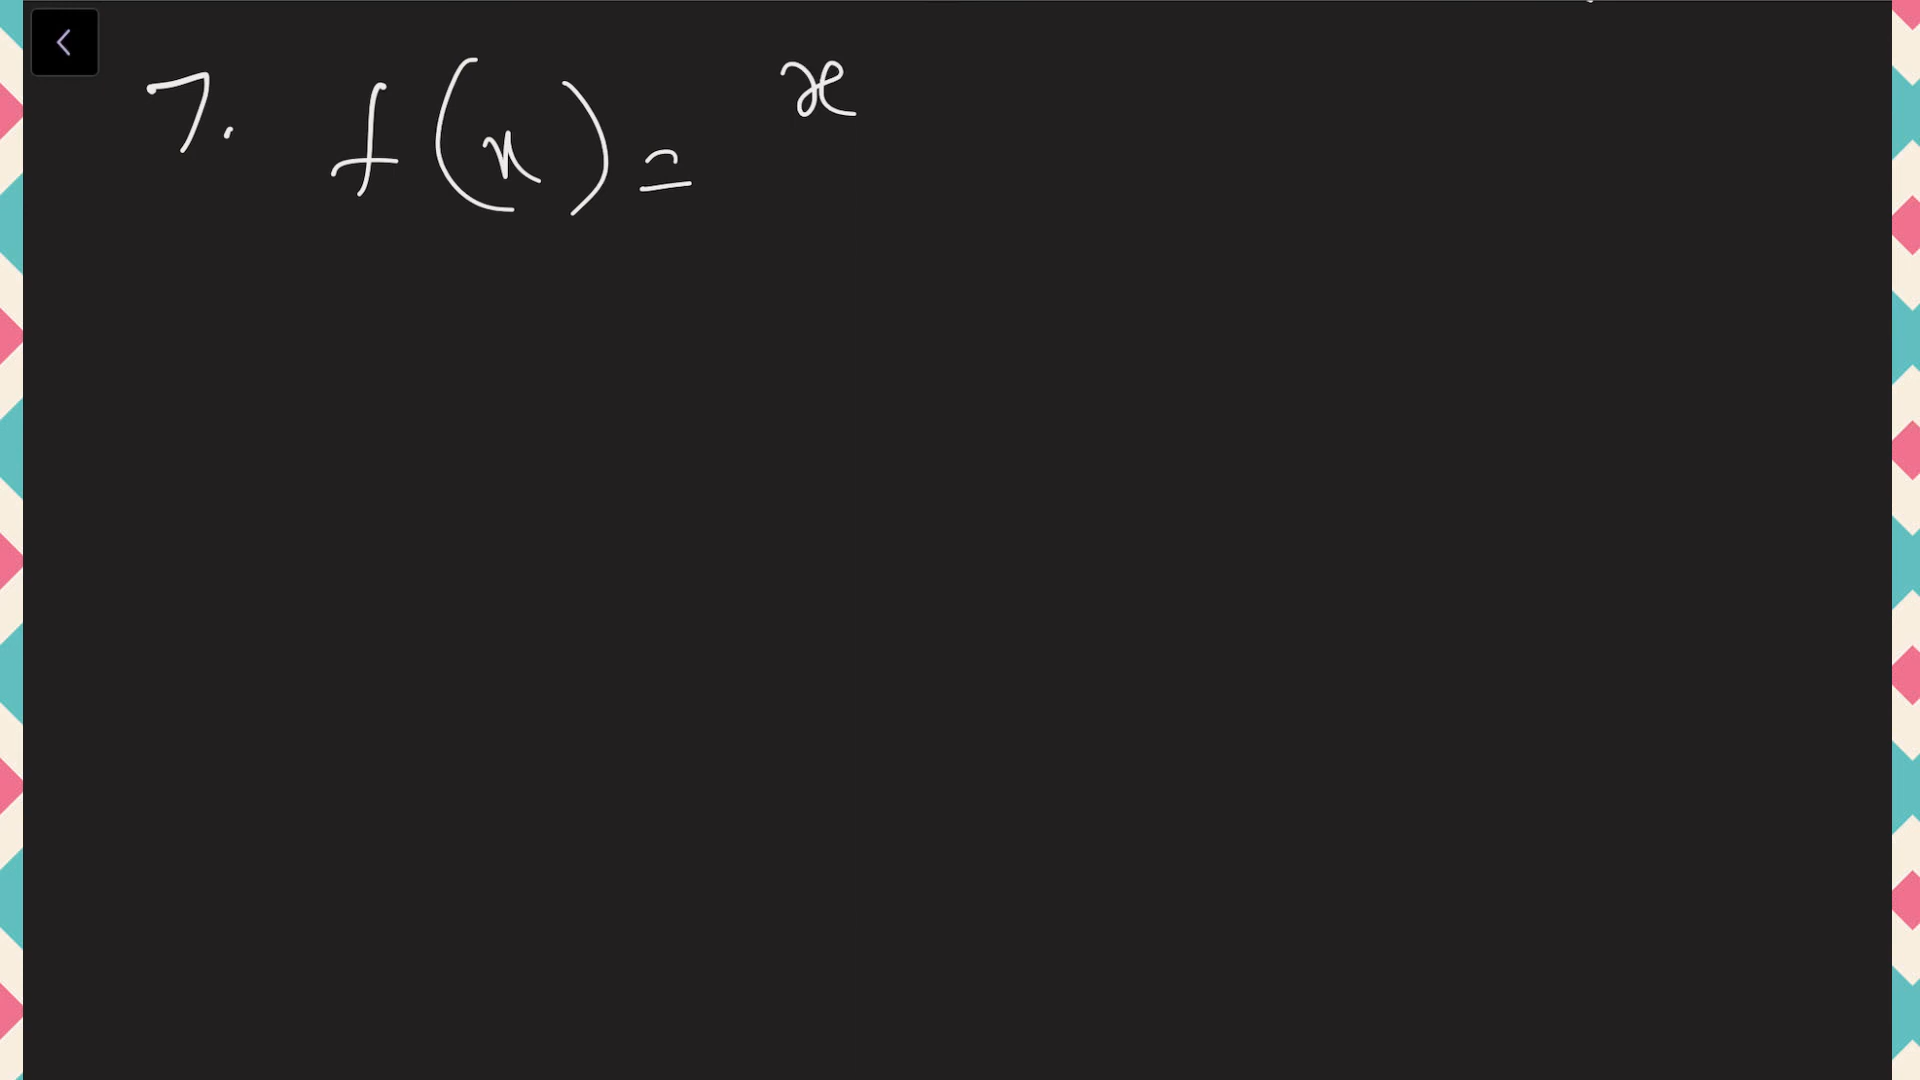 7. f(x) = x